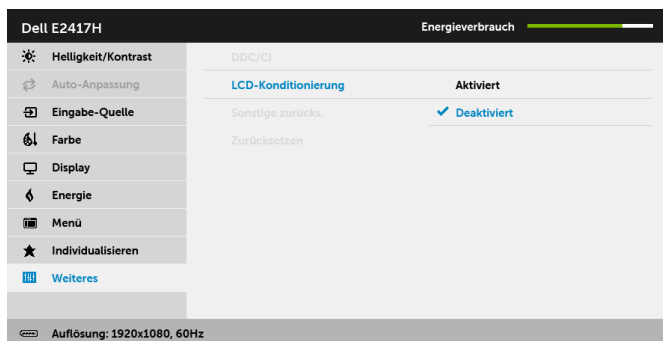 Dell E2417H
Energieverbrauch
Helligkeit/Kontrast
DDC/CI
Auto-Anpassung
LCD-Konditionierung
Aktiviert
Eingabe-Quelle
Sonstige zurücks.
Deaktiviert
Farbe
Zurücksetzen
Display
Energie
Menü
Individualisieren
Weiteres
Auflösung: 1920x1080, 60Hz